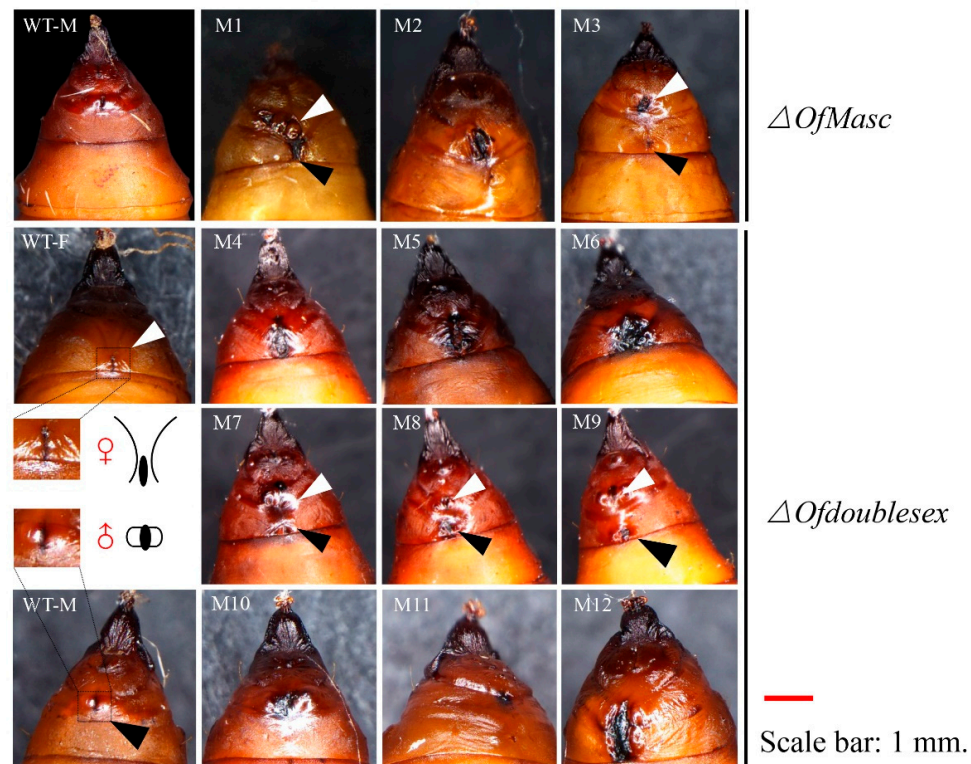 WT-M M1 M2 M3
△OfMasc
WT-F M4 M5 M6
♀
M7 M8 M9
△Ofdoublesex
♂
WT-M M10 M11 M12
Scale bar: 1 mm.